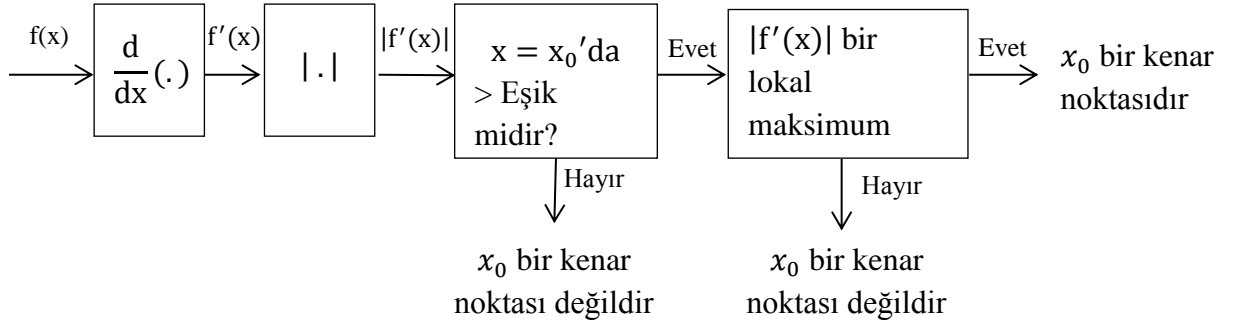 f(x)
d
dx
(.)
f′(x)
| . |
|f′(x)|
x = x₀′da
> Eşik
midir?
Evet
|f′(x)| bir
lokal
maksimum
Evet
x₀ bir kenar
noktasıdır
Hayır
Hayır
x₀ bir kenar
noktası değildir
x₀ bir kenar
noktası değildir